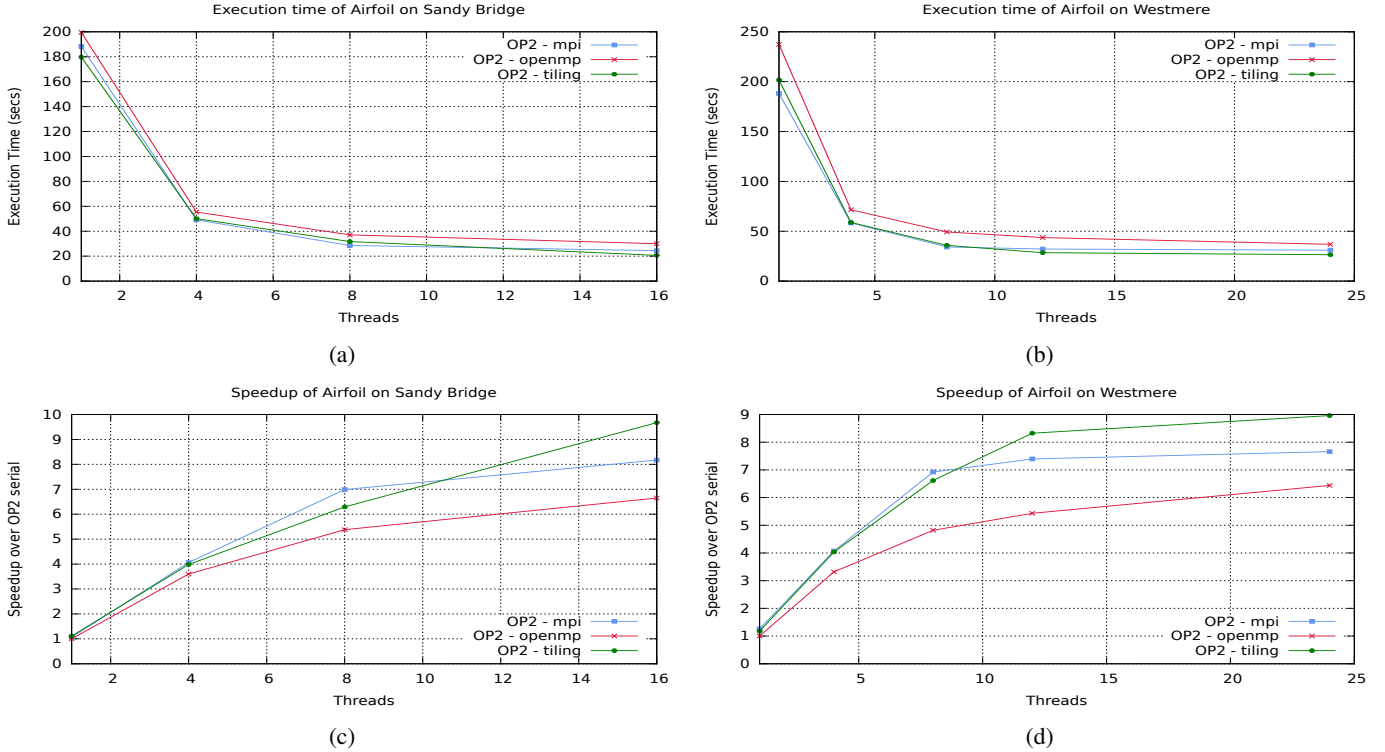 Execution time of Airfoil on Sandy Bridge
Execution Time (secs)
200
180
160
140
120
100
80
60
40
20
0
OP2 - mpi
OP2 - openmp
OP2 - tiling
2 4 6 8 10 12 14 16
Threads
(a)
Execution time of Airfoil on Westmere
Execution Time (secs)
250
200
150
100
50
0
OP2 - mpi
OP2 - openmp
OP2 - tiling
5 10 15 20 25
Threads
(b)
Speedup of Airfoil on Sandy Bridge
Speedup over OP2 serial
10
9
8
7
6
5
4
3
2
1
0
OP2 - mpi
OP2 - openmp
OP2 - tiling
2 4 6 8 10 12 14 16
Threads
(c)
Speedup of Airfoil on Westmere
Speedup over OP2 serial
9
8
7
6
5
4
3
2
1
0
OP2 - mpi
OP2 - openmp
OP2 - tiling
5 10 15 20 25
Threads
(d)